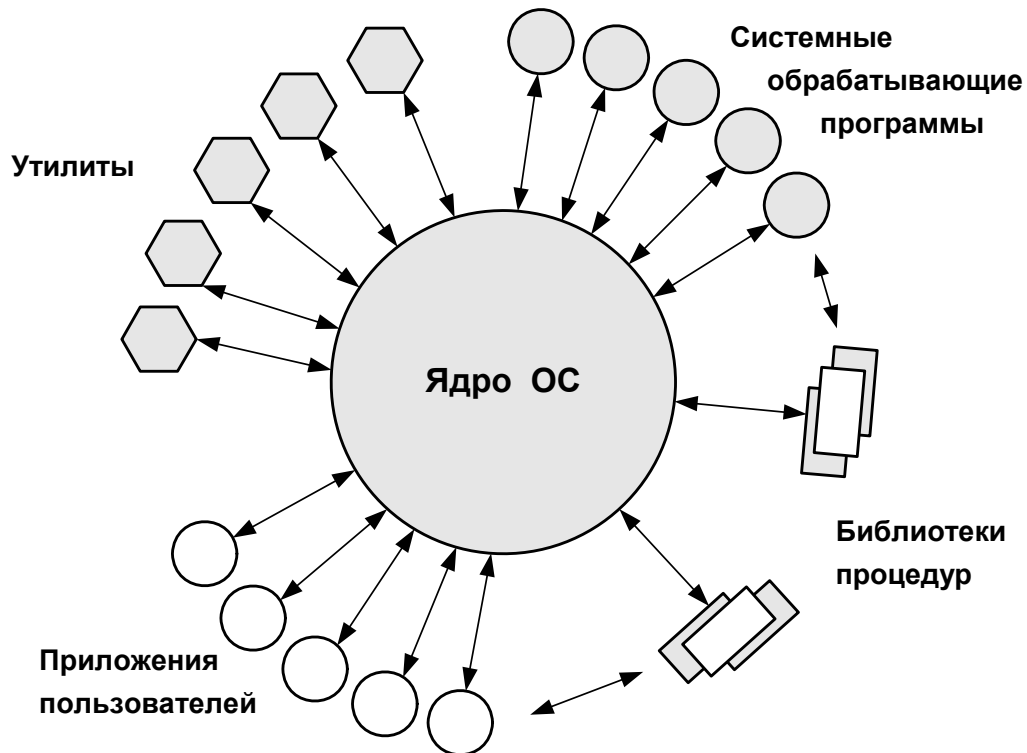 Системные
обрабатывающие
программы
Утилиты
Ядро ОС
Библиотеки
процедур
Приложения
пользователей